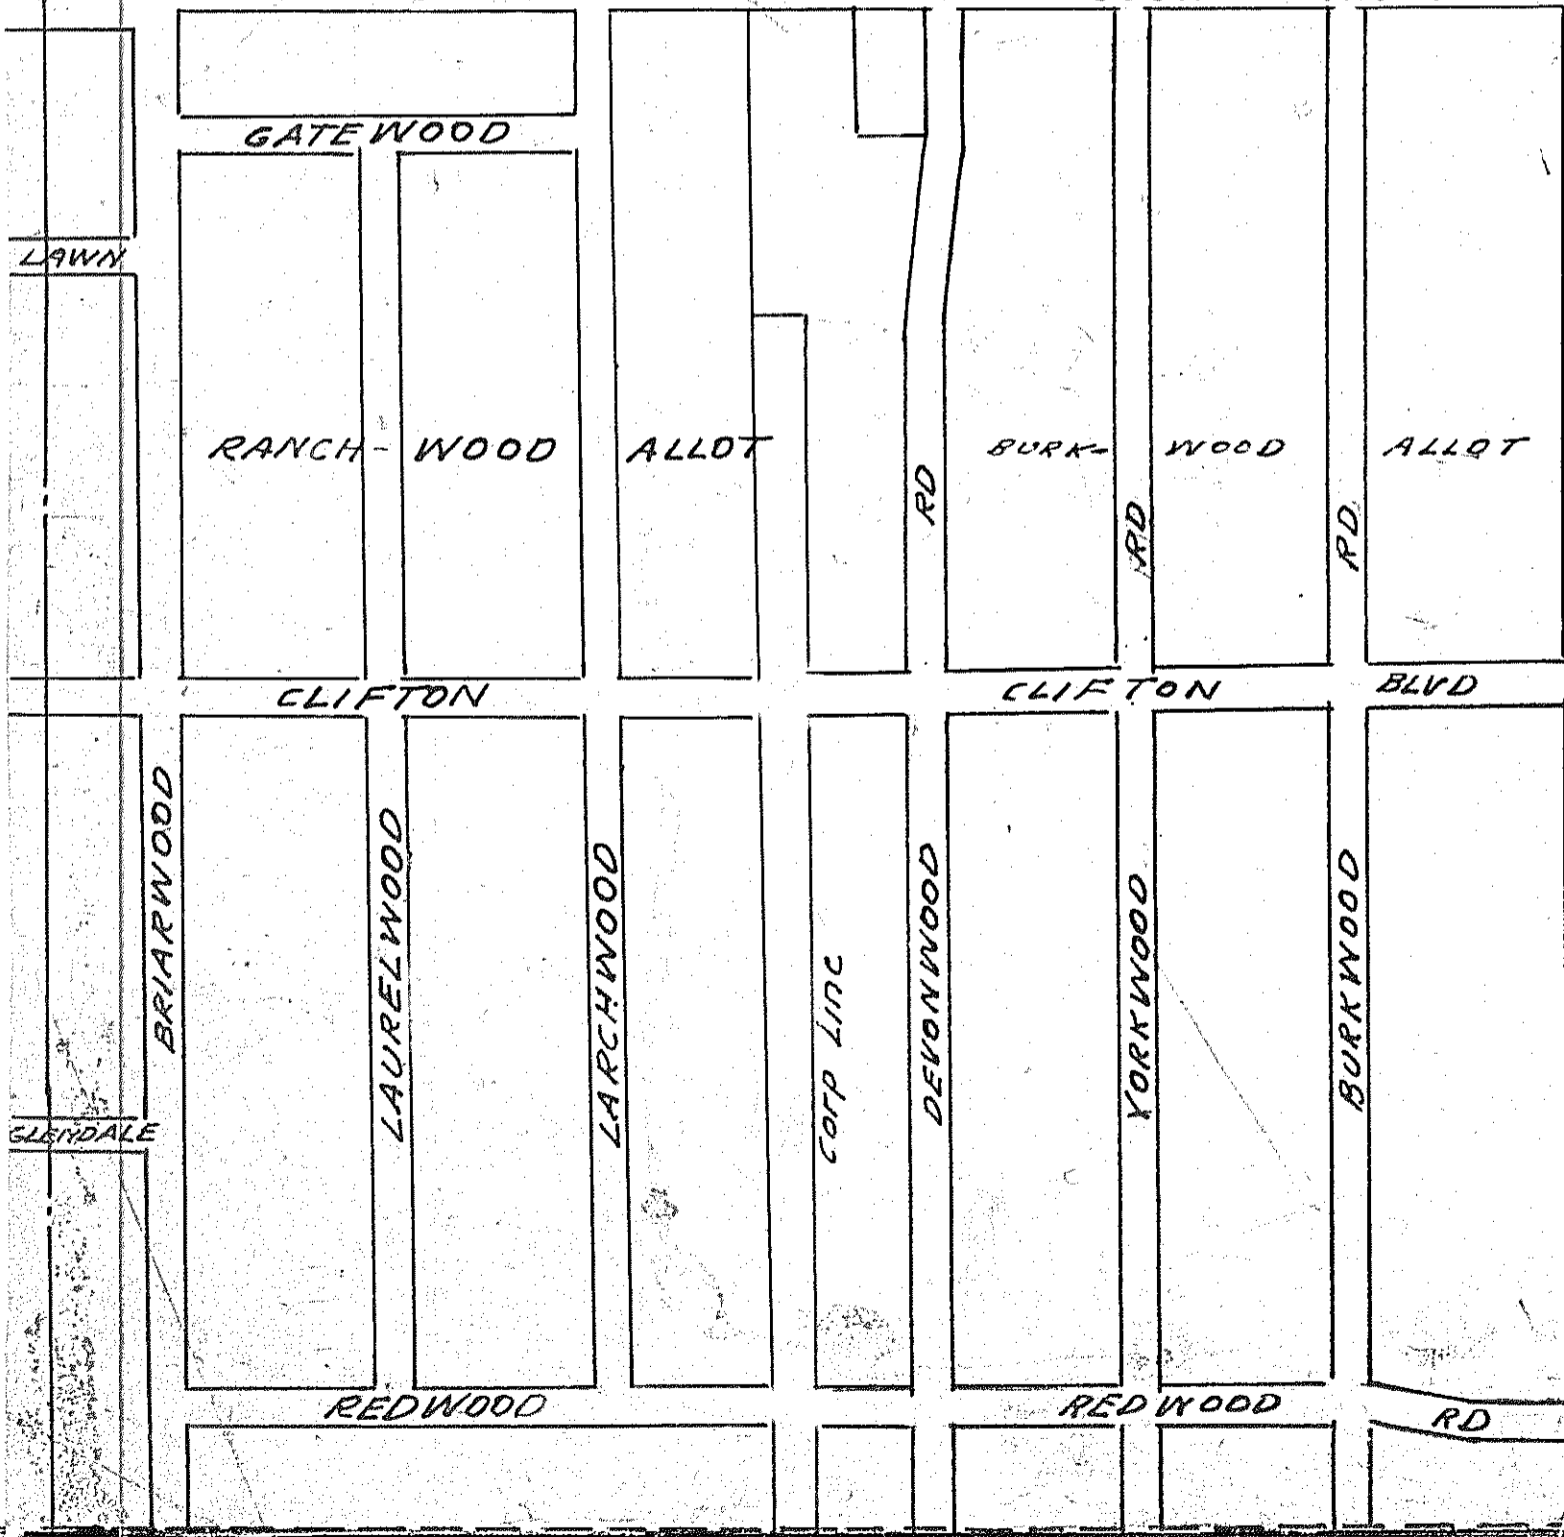 GATEWOOD
LAWN
RANCH- WOOD ALLOT
BURK- WOOD ALLOT
RD
RD
RD
CLIFTON
CLIFTON BLVD
BRIARWOOD
LAURELWOOD
LARCHWOOD
Corp Line
DEVONWOOD
YORKWOOD
BURKWOOD
GLENDALE
REDWOOD
REDWOOD RD